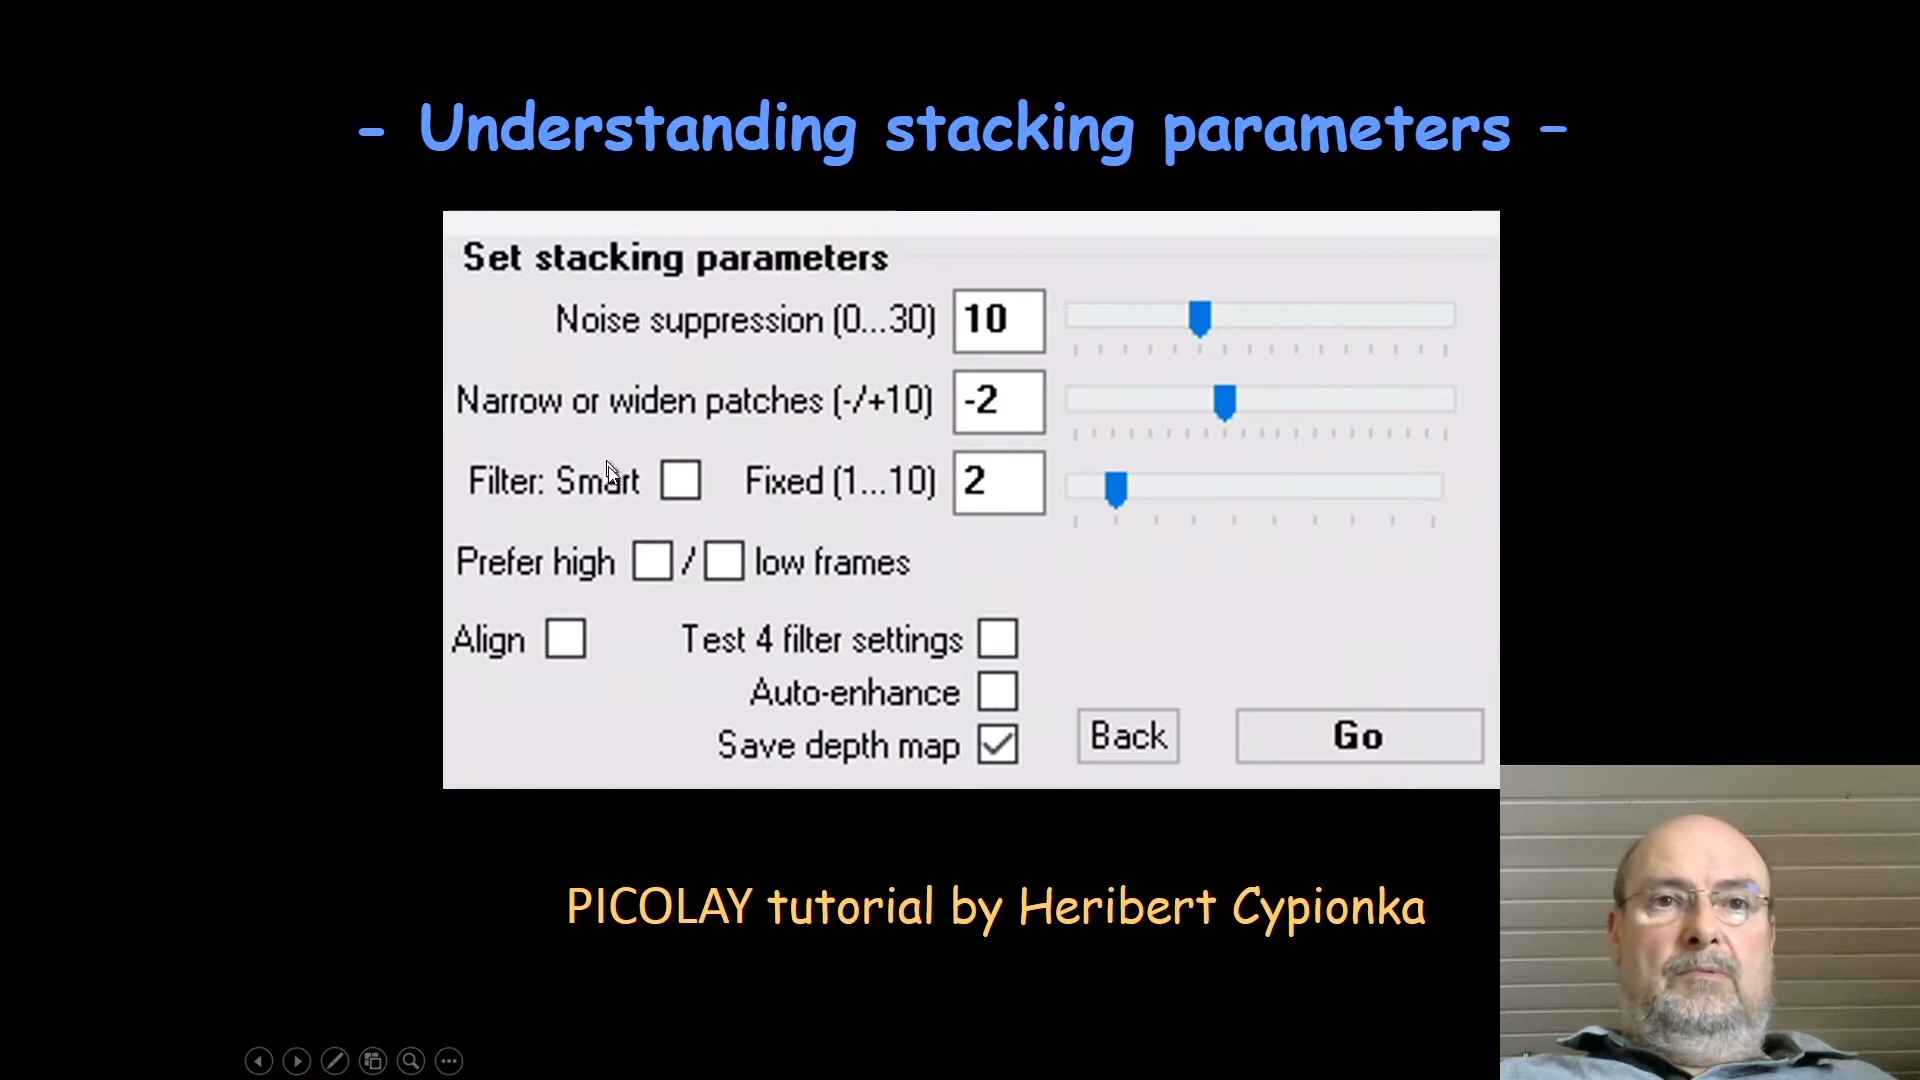 - Understanding stacking parameters -
Set stacking parameters
Noise suppression (0...30) 10
Narrow or widen patches (-/+10) -2
Filter: Smart Fixed (1...10) 2
Prefer high / low frames
Align Test 4 filter settings
Auto-enhance
Save depth map Back Go
PICOLAY tutorial by Heribert Cypionka